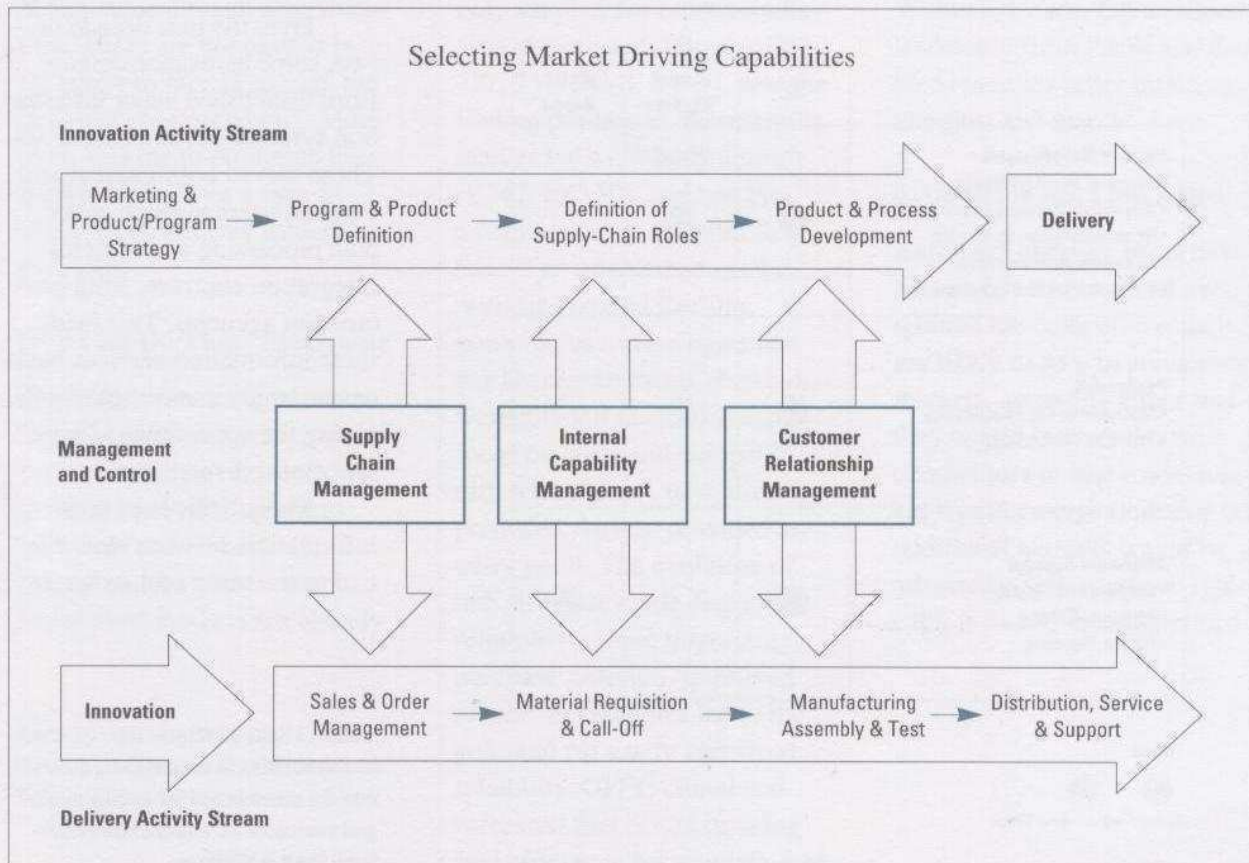 Selecting Market Driving Capabilities
Innovation Activity Stream
Marketing &
Product/Program
Strategy
Program & Product
Definition
Definition of
Supply-Chain Roles
Product & Process
Development
Delivery
Management
and Control
Supply
Chain
Management
Internal
Capability
Management
Customer
Relationship
Management
Innovation
Sales & Order
Management
Material Requisition
& Call-Off
Manufacturing
Assembly & Test
Distribution, Service
& Support
Delivery Activity Stream